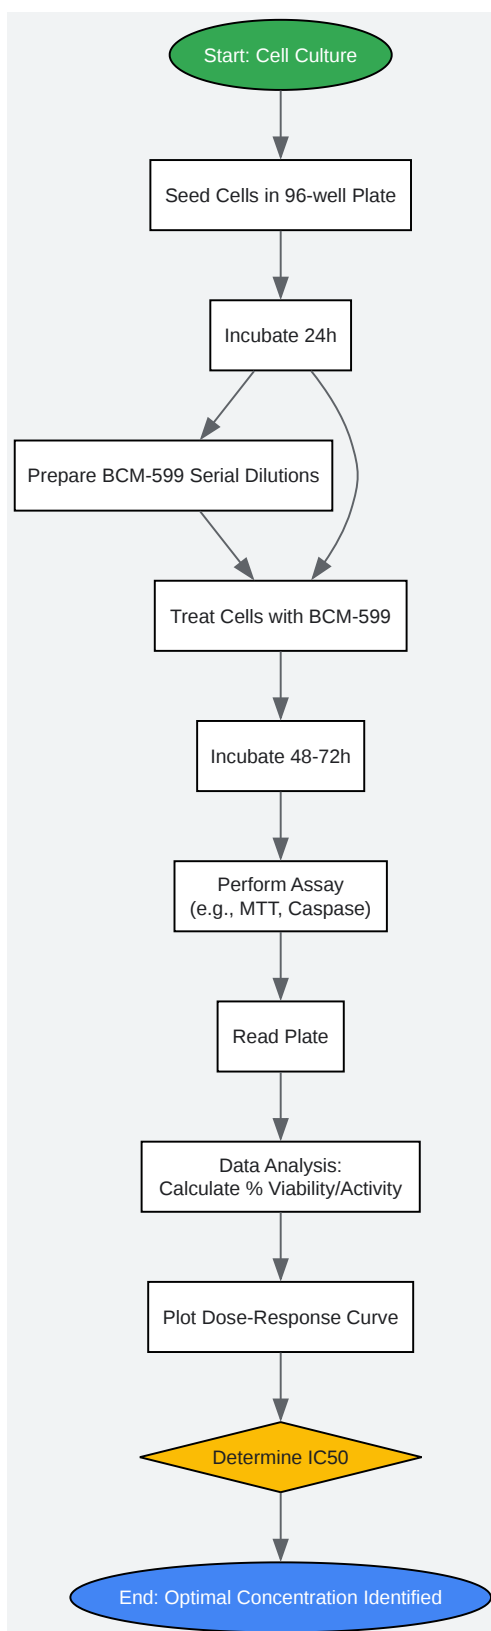 Start: Cell Culture
Seed Cells in 96-well Plate
Incubate 24h
Prepare BCM-599 Serial Dilutions
Treat Cells with BCM-599
Incubate 48-72h
Perform Assay
(e.g., MTT, Caspase)
Read Plate
Data Analysis:
Calculate % Viability/Activity
Plot Dose-Response Curve
Determine IC50
End: Optimal Concentration Identified